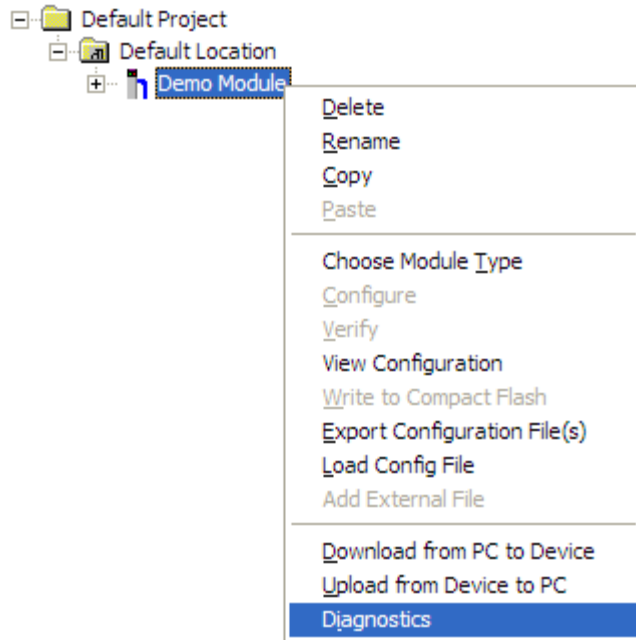 Default Project
Default Location
Demo Module
Delete
Rename
Copy
Paste
Choose Module Type
Configure
Verify
View Configuration
Write to Compact Flash
Export Configuration File(s)
Load Config File
Add External File
Download from PC to Device
Upload from Device to PC
Diagnostics